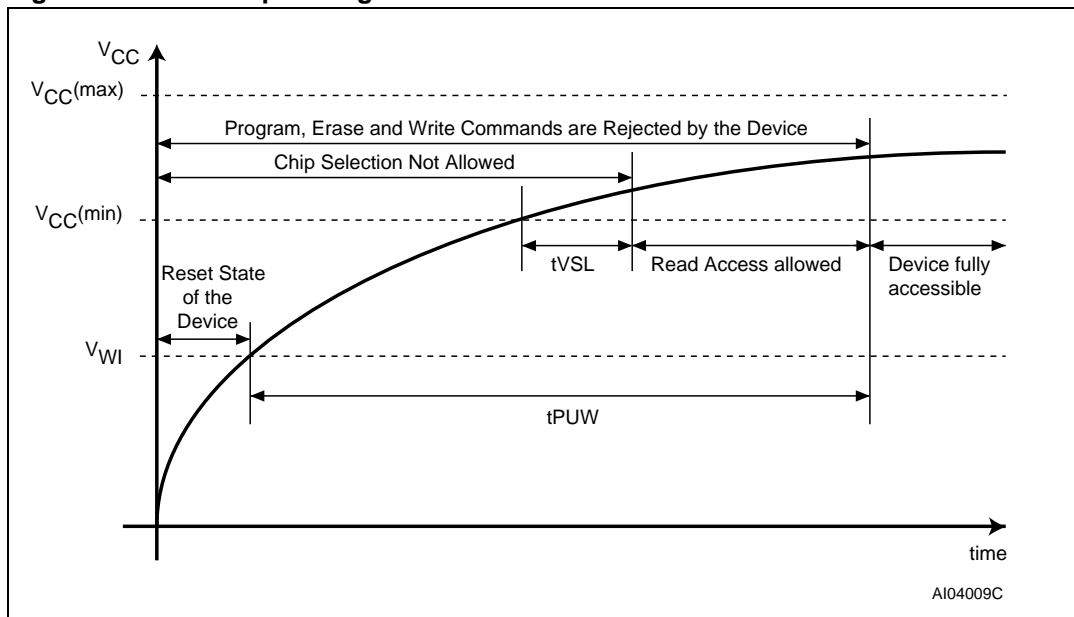 VCC
VCC(max)
Program, Erase and Write Commands are Rejected by the Device
Chip Selection Not Allowed
VCC(min)
tVSL
Read Access allowed
Device fully
accessible
Reset State
of the
Device
VWI
tPUW
time
AI04009C